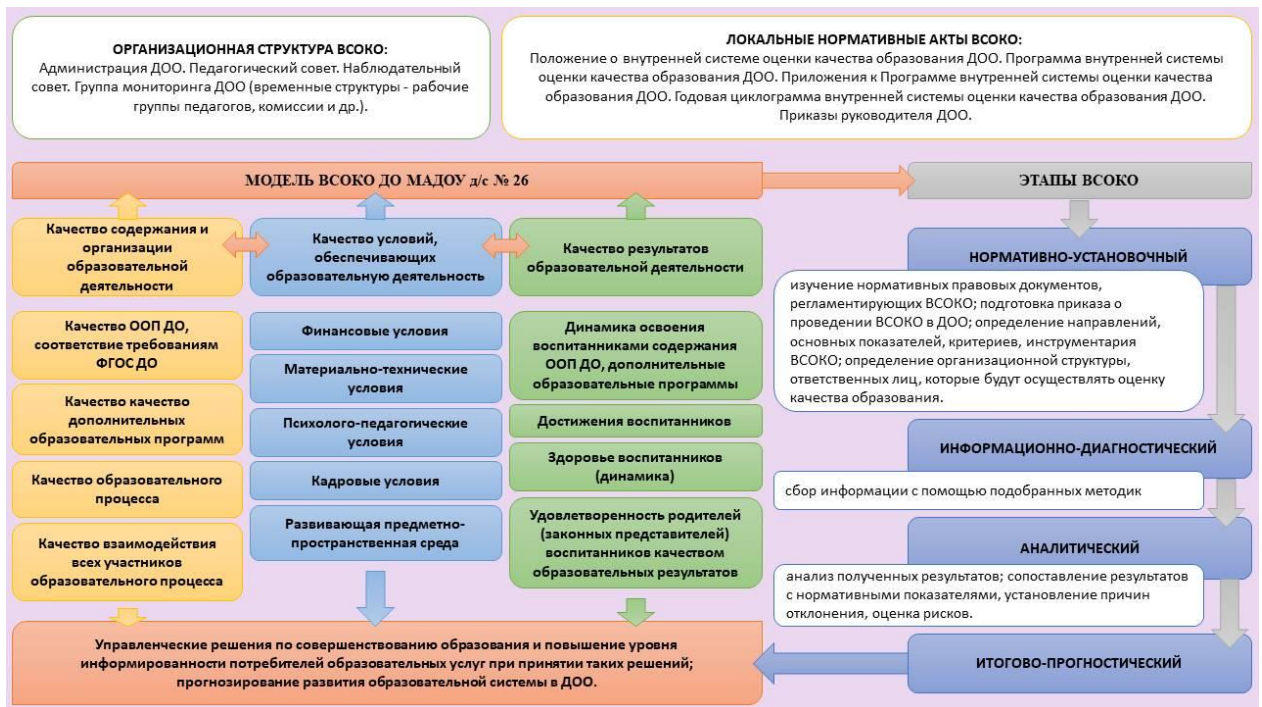 ОРГАНИЗАЦИОННАЯ СТРУКТУРА ВСОКО:
Администрация ДОО. Педагогический совет. Наблюдательный
совет. Группа мониторинга ДОО (временные структуры - рабочие
группы педагогов, комиссии и др.).
ЛОКАЛЬНЫЕ НОРМАТИВНЫЕ АКТЫ ВСОКО:
Положение о внутренней системе оценки качества образования ДОО. Программа внутренней системы
оценки качества образования ДОО. Приложения к Программе внутренней системы оценки качества
образования ДОО. Годовая циклограмма внутренней системы оценки качества образования ДОО.
Приказы руководителя ДОО.
МОДЕЛЬ ВСОКО ДО МАДОУ д/с № 26
Качество содержания и
организации
образовательной
деятельности
Качество ООП ДО,
соответствие требованиям
ФГОС ДО
Качество качество
дополнительных
образовательных программ
Качество образовательного
процесса
Качество взаимодействия
всех участников
образовательного процесса
Качество условий,
обеспечивающих
образовательную деятельность
Финансовые условия
Материально-технические
условия
Психолого-педагогические
условия
Кадровые условия
Развивающая предметно-
пространственная среда
Качество результатов
образовательной деятельности
Динамика освоения
воспитанниками содержания
ООП ДО, дополнительные
образовательные программы
Достижения воспитанников
Здоровье воспитанников
(динамика)
Удовлетворенность родителей
(законных представителей)
воспитанников качеством
образовательных результатов
Управленческие решения по совершенствованию образования и повышение уровня
информированности потребителей образовательных услуг при принятии таких решений;
прогнозирование развития образовательной системы в ДОО.
ЭТАПЫ ВСОКО
НОРМАТИВНО-УСТАНОВОЧНЫЙ
изучение нормативных правовых документов,
регламентирующих ВСОКО; подготовка приказа о
проведении ВСОКО в ДОО; определение направлений,
основных показателей, критериев, инструментария
ВСОКО; определение организационной структуры,
ответственных лиц, которые будут осуществлять оценку
качества образования.
ИНФОРМАЦИОННО-ДИАГНОСТИЧЕСКИЙ
сбор информации с помощью подобранных методик
АНАЛИТИЧЕСКИЙ
анализ полученных результатов; сопоставление результатов
с нормативными показателями, установление причин
отклонения, оценка рисков.
ИТОГОВО-ПРОГНОСТИЧЕСКИЙ